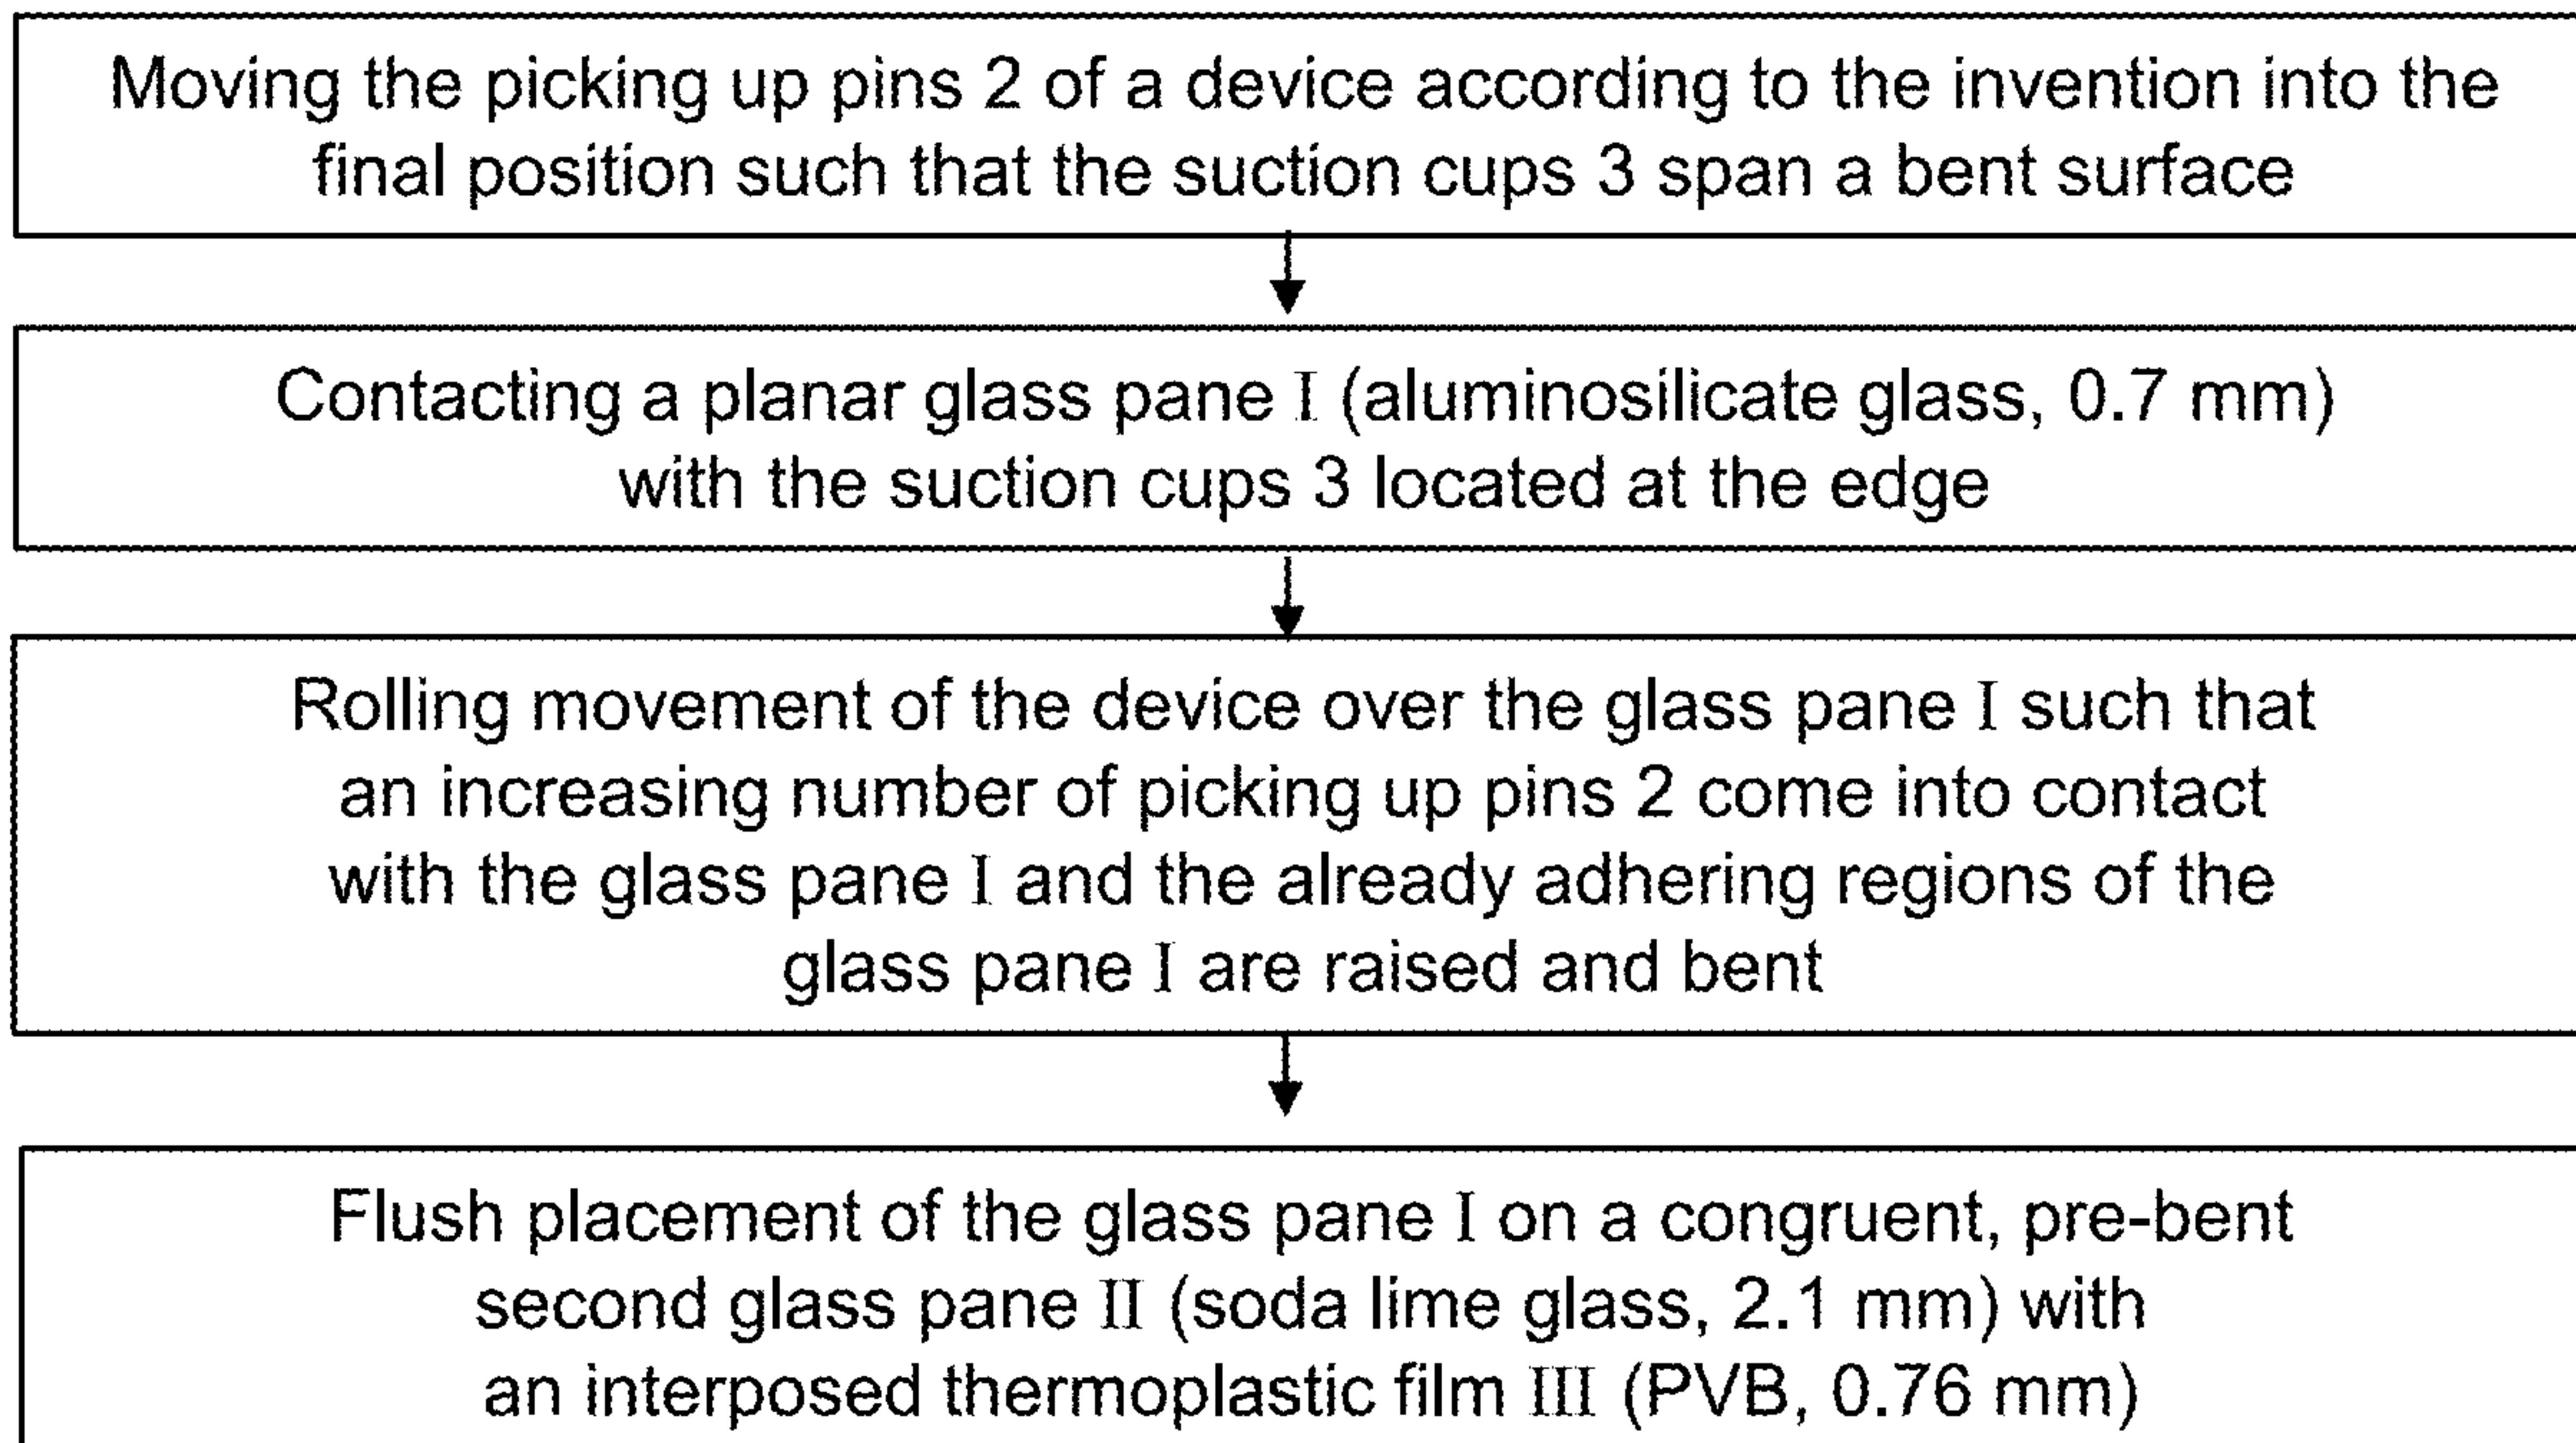 Moving the picking up pins 2 of a device according to the invention into the
final position such that the suction cups 3 span a bent surface
Contacting a planar glass pane I (aluminosilicate glass, 0.7 mm)
with the suction cups 3 located at the edge
Rolling movement of the device over the glass pane I such that
an increasing number of picking up pins 2 come into contact
with the glass pane I and the already adhering regions of the
glass pane I are raised and bent
Flush placement of the glass pane I on a congruent, pre-bent
second glass pane II (soda lime glass, 2.1 mm) with
an interposed thermoplastic film III (PVB, 0.76 mm)